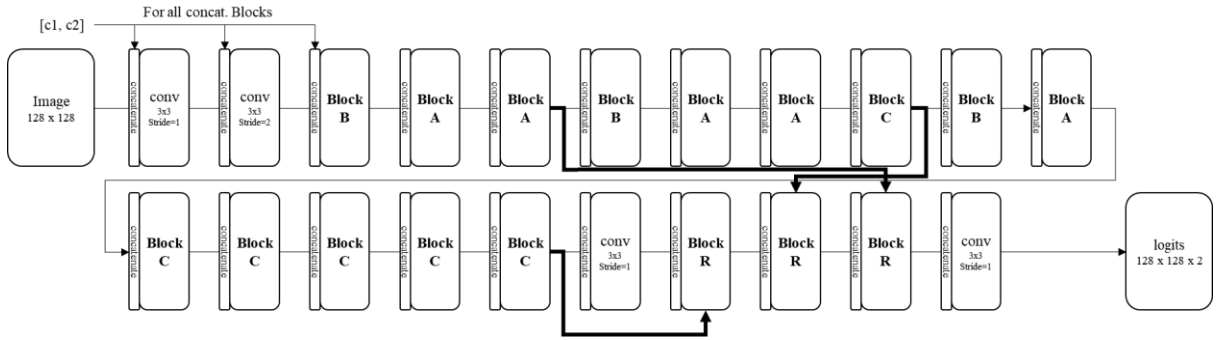 [c1, c2]
For all concat. Blocks
Image
128 x 128
concatenate
conv
3x3
Stride=1
concatenate
conv
3x3
Stride=2
concatenate
Block
B
concatenate
Block
A
concatenate
Block
A
concatenate
Block
B
concatenate
Block
A
concatenate
Block
A
concatenate
Block
C
concatenate
Block
B
concatenate
Block
A
concatenate
Block
C
concatenate
Block
C
concatenate
Block
C
concatenate
Block
C
concatenate
Block
C
concatenate
conv
3x3
Stride=1
concatenate
Block
R
concatenate
Block
R
concatenate
Block
R
concatenate
conv
3x3
Stride=1
logits
128 x 128 x 2